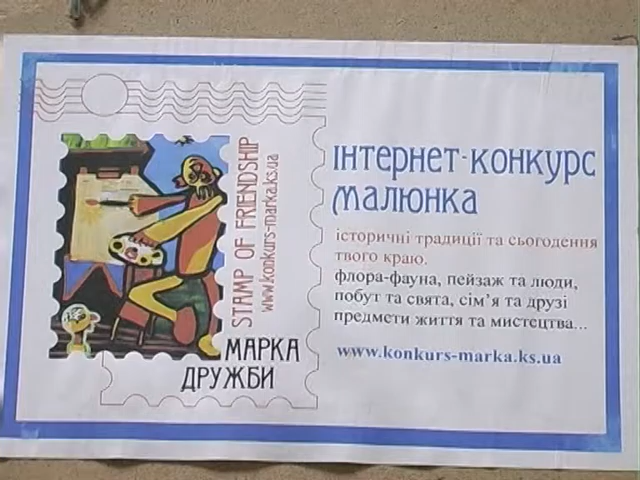 STAMP OF FRIENDSHIP
www.konkurs-marka.ks.ua
МАРКА
ДРУЖБИ
ІНТЕРНЕТ-КОНКУРС
МАЛЮНКА
історичні традиції та сьогодення
твого краю.
флора-фауна, пейзаж та люди,
побут та свята, сім'я та друзі
предмети життя та мистецтва...
www.konkurs-marka.ks.ua